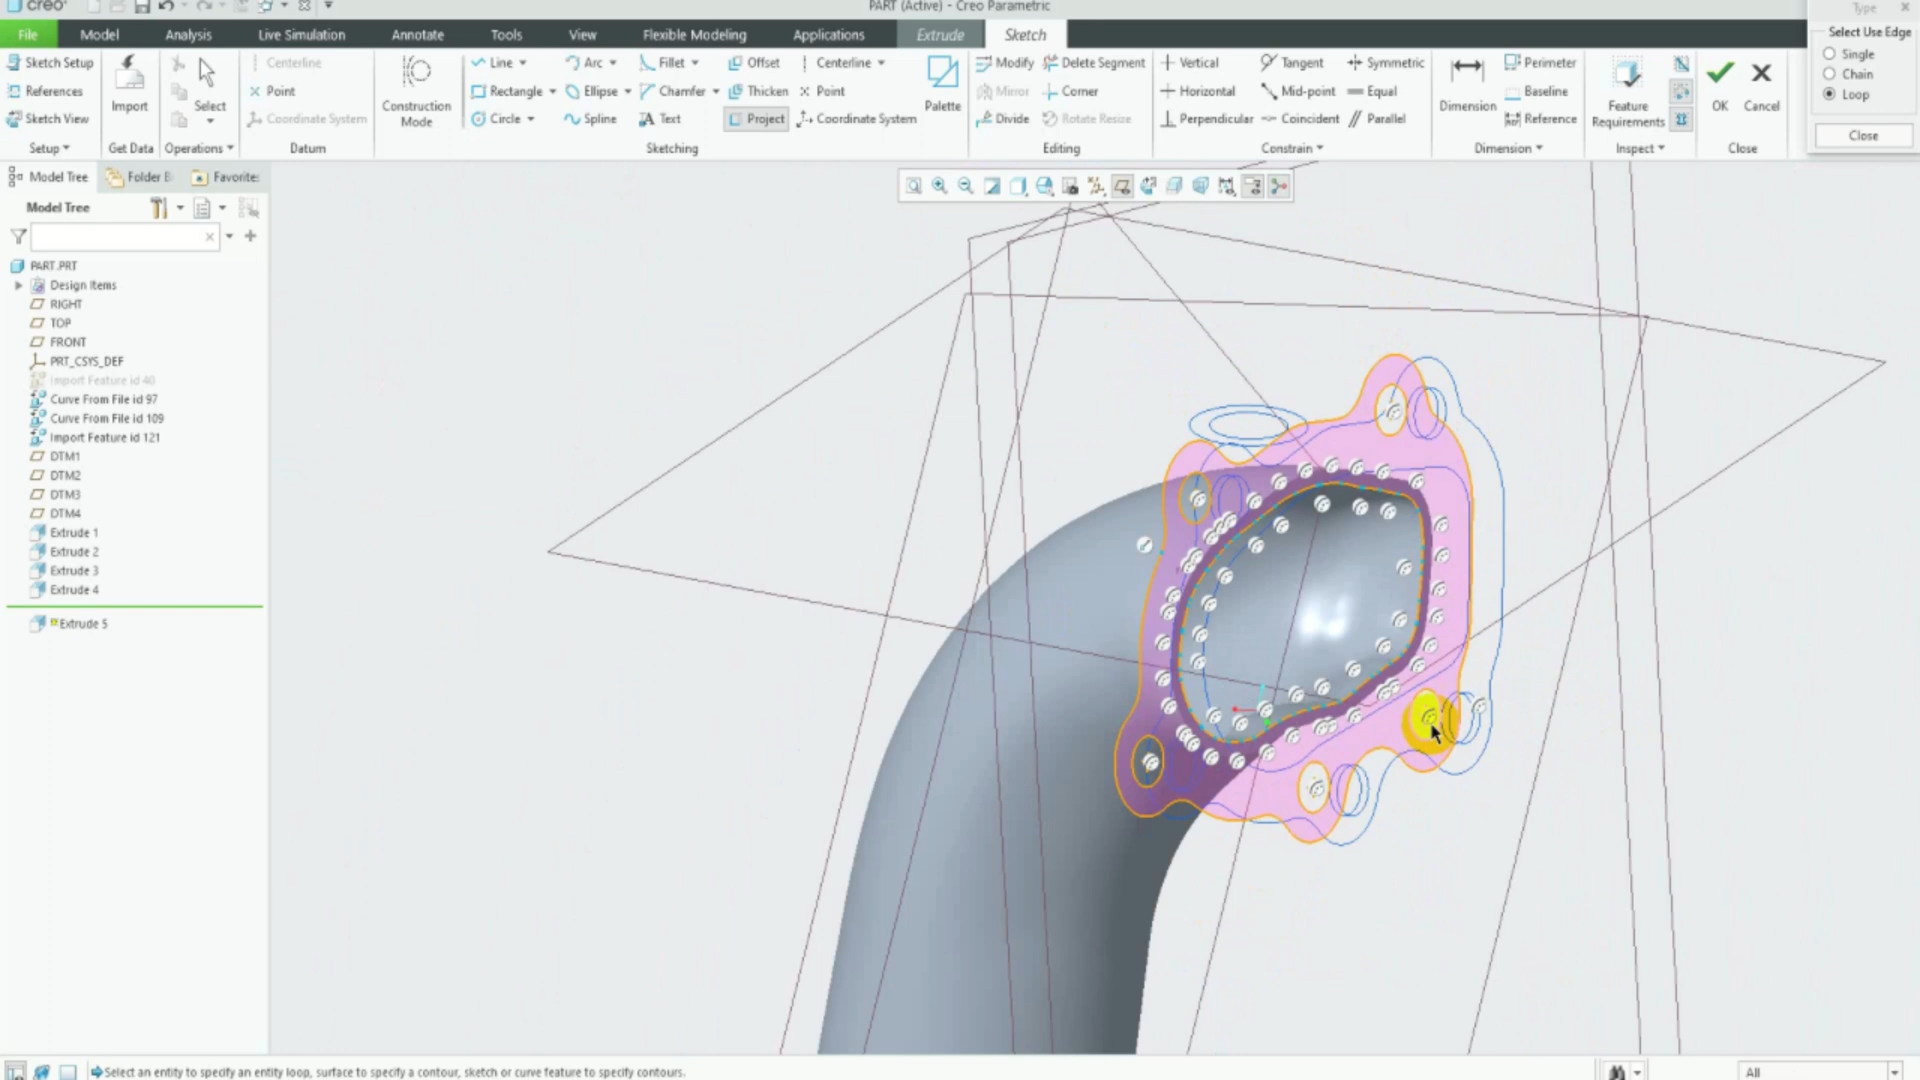 creo
PART (Active) - Creo Parametric
Type
File
Model
Analysis
Live Simulation
Annotate
Tools
View
Flexible Modeling
Applications
Extrude
Sketch
Select Use Edge
Single
Chain
Loop
Close
Sketch Setup
References
Sketch View
Setup
Import
Get Data
Select
Operations
Centerline
Point
Coordinate System
Datum
Construction
Mode
Line
Arc
Fillet
Offset
Centerline
Rectangle
Ellipse
Chamfer
Thicken
Point
Circle
Spline
Text
Project
Coordinate System
Palette
Sketching
Modify
Delete Segment
Mirror
Corner
Divide
Rotate Resize
Editing
Vertical
Tangent
Symmetric
Horizontal
Mid-point
Equal
Perpendicular
Coincident
Parallel
Constrain
Dimension
Perimeter
Baseline
Reference
Dimension
Feature
Requirements
Inspect
OK
Cancel
Close
Model Tree
Folder B
Favorite
Model Tree
PART.PRT
Design Items
RIGHT
TOP
FRONT
PRT_CSYS_DEF
Import Feature id 40
Curve From File id 97
Curve From File id 109
Import Feature id 121
DTM1
DTM2
DTM3
DTM4
Extrude 1
Extrude 2
Extrude 3
Extrude 4
Extrude 5
Select an entity to specify an entity loop, surface to specify a contour, sketch or curve feature to specify contours.
All